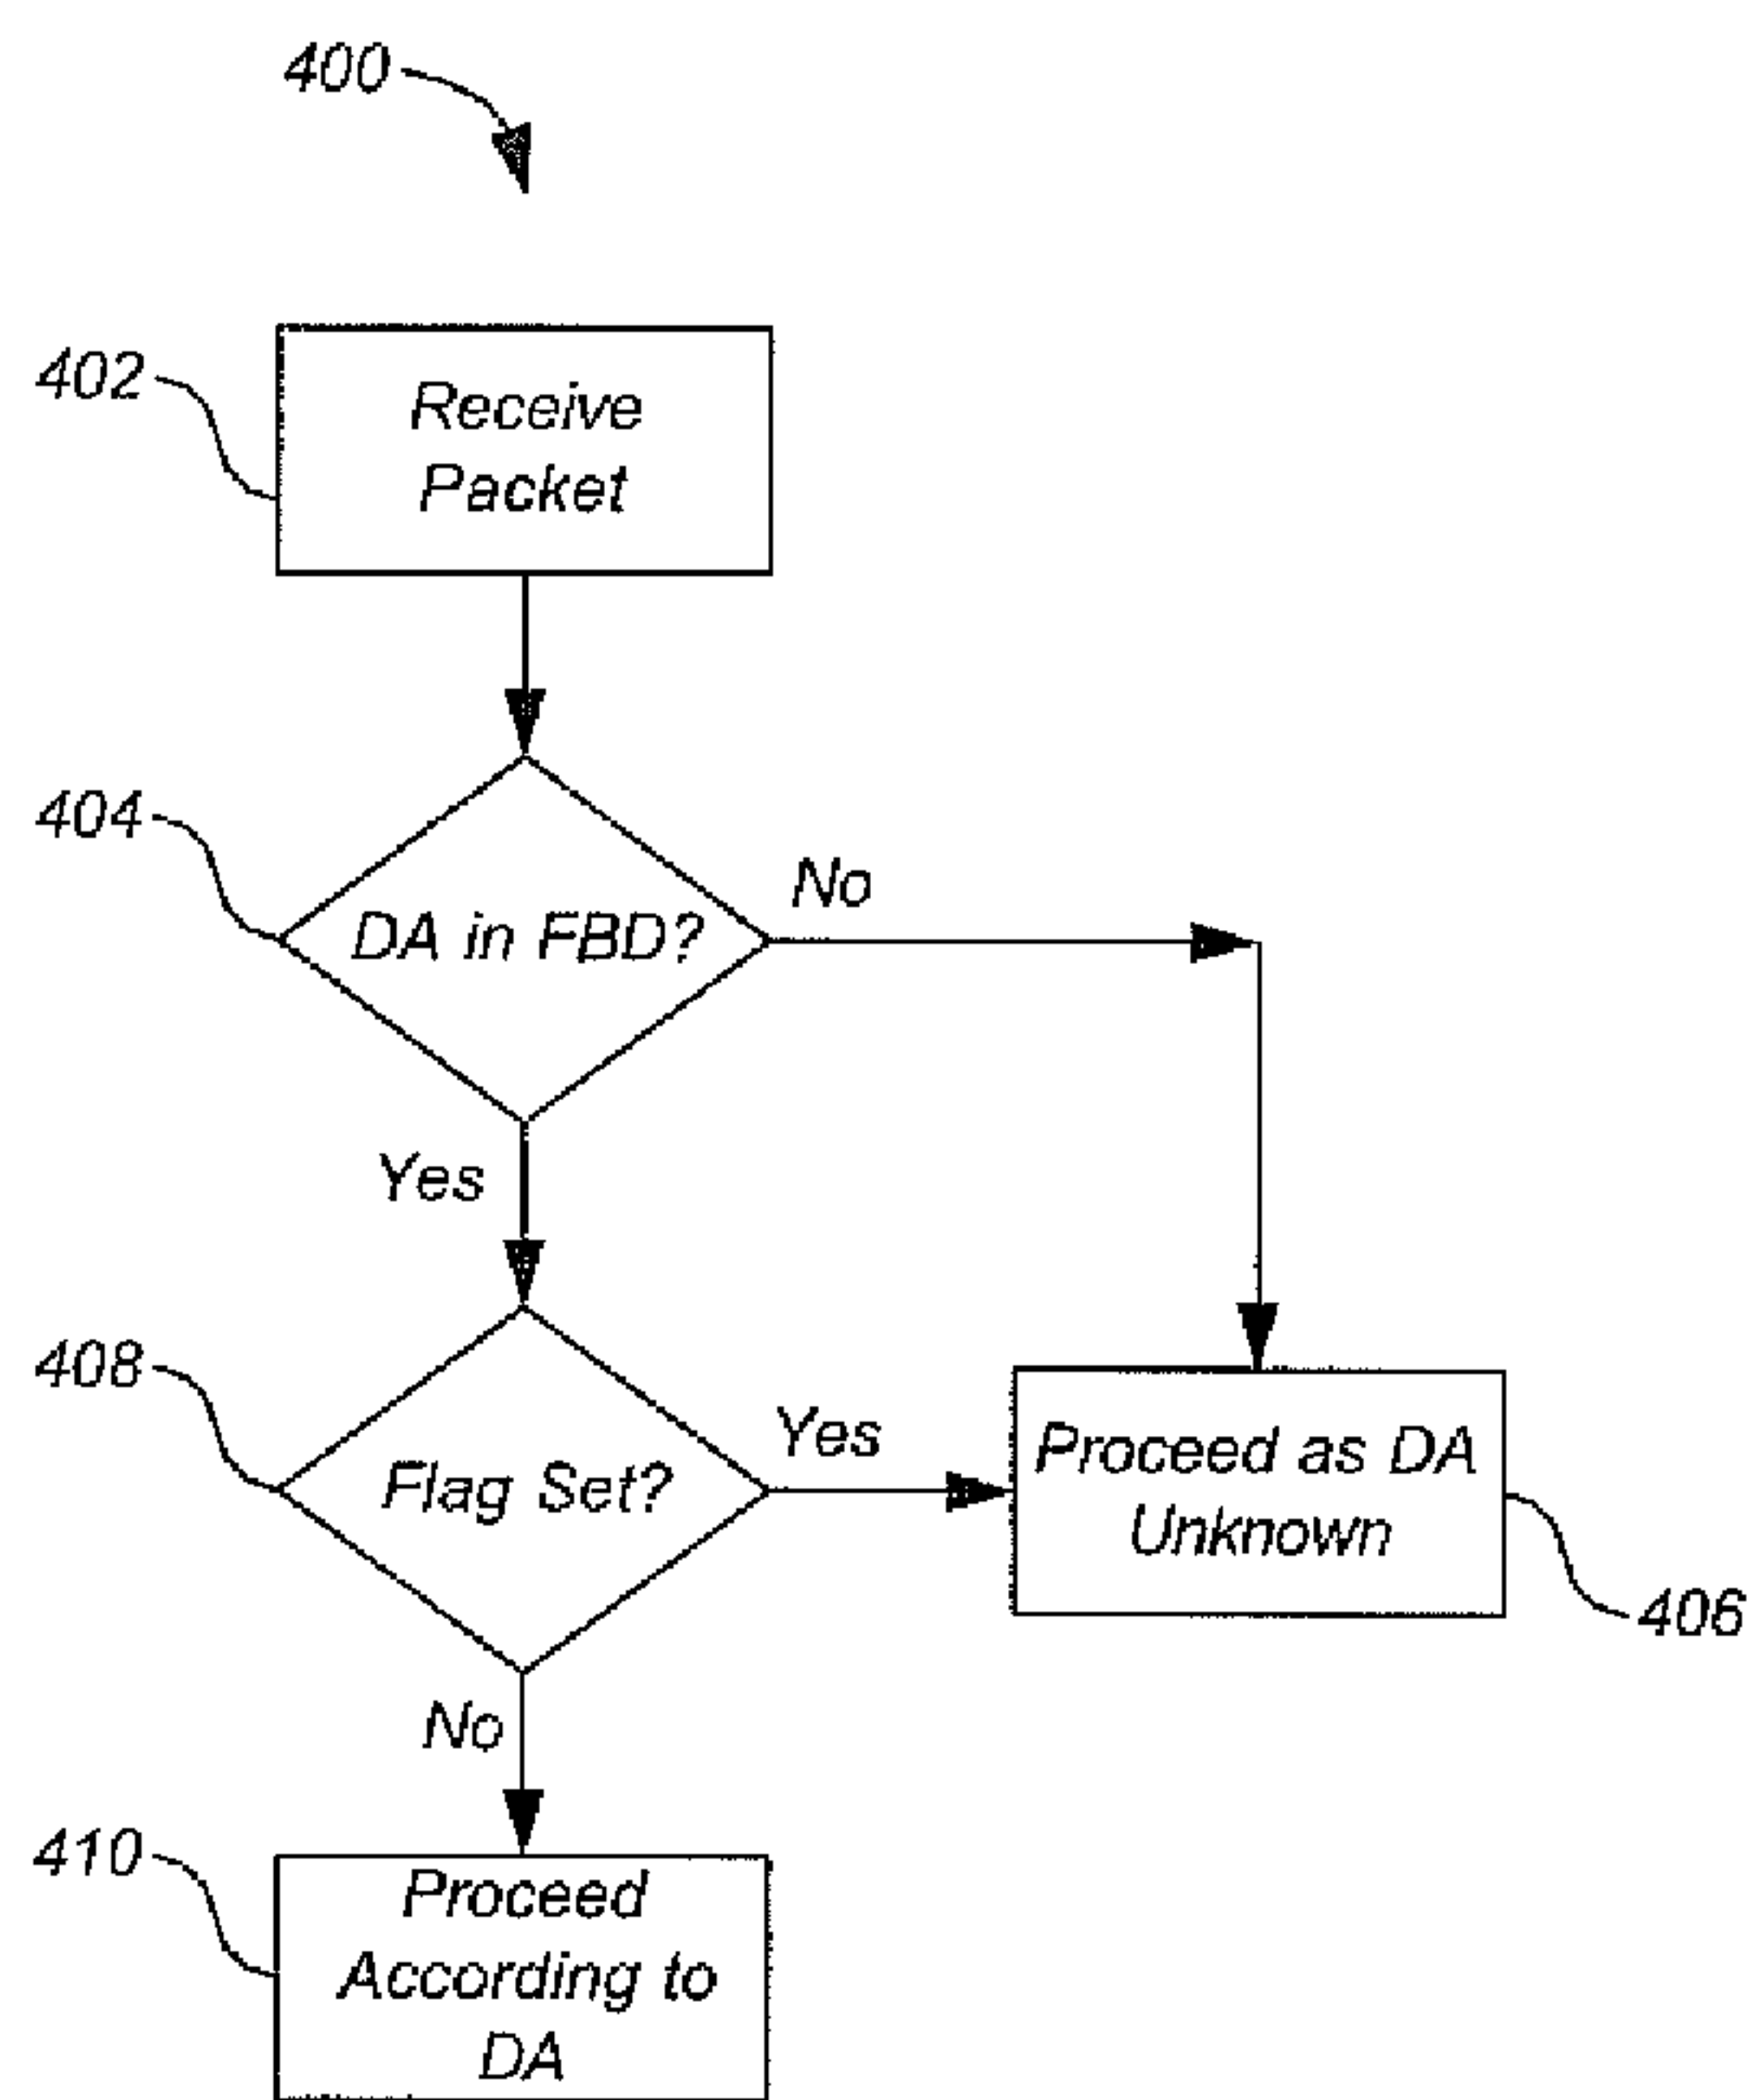 400
402
Receive
Packet
404
DA in FBD?
No
Yes
408
Flag Set?
Yes
Proceed as DA
Unknown
406
No
410
Proceed
According to
DA